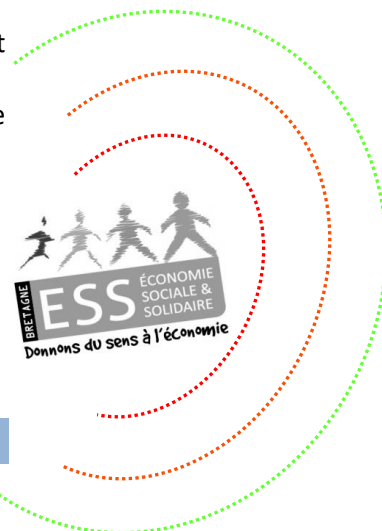 t
e
BRETAGNE
ESS
ÉCONOMIE
SOCIALE &
SOLIDAIRE
Donnons du sens à l'économie